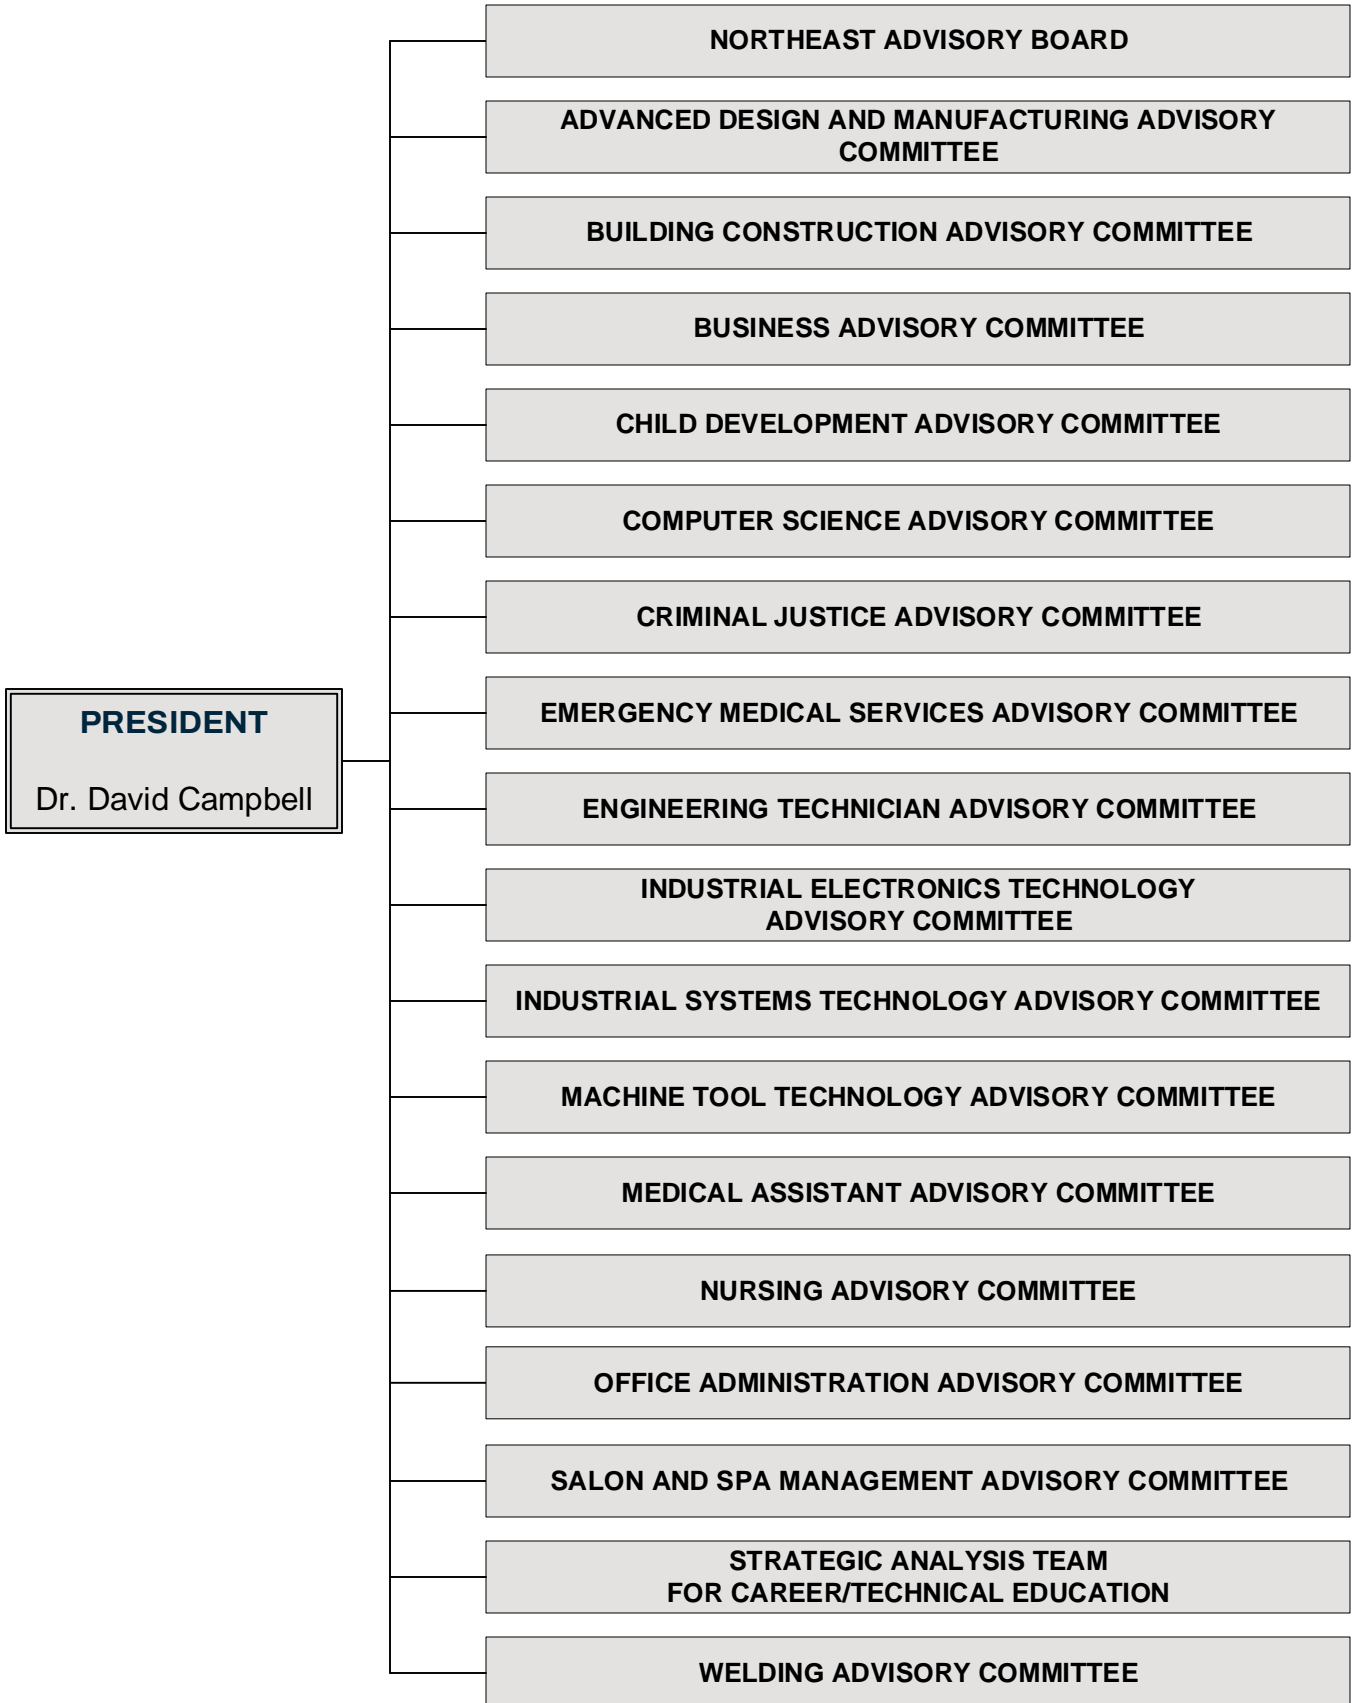 NORTHEAST ADVISORY BOARD
ADVANCED DESIGN AND MANUFACTURING ADVISORY
COMMITTEE
BUILDING CONSTRUCTION ADVISORY COMMITTEE
BUSINESS ADVISORY COMMITTEE
CHILD DEVELOPMENT ADVISORY COMMITTEE
COMPUTER SCIENCE ADVISORY COMMITTEE
CRIMINAL JUSTICE ADVISORY COMMITTEE
PRESIDENT
Dr. David Campbell
EMERGENCY MEDICAL SERVICES ADVISORY COMMITTEE
ENGINEERING TECHNICIAN ADVISORY COMMITTEE
INDUSTRIAL ELECTRONICS TECHNOLOGY
ADVISORY COMMITTEE
INDUSTRIAL SYSTEMS TECHNOLOGY ADVISORY COMMITTEE
MACHINE TOOL TECHNOLOGY ADVISORY COMMITTEE
MEDICAL ASSISTANT ADVISORY COMMITTEE
NURSING ADVISORY COMMITTEE
OFFICE ADMINISTRATION ADVISORY COMMITTEE
SALON AND SPA MANAGEMENT ADVISORY COMMITTEE
STRATEGIC ANALYSIS TEAM
FOR CAREER/TECHNICAL EDUCATION
WELDING ADVISORY COMMITTEE